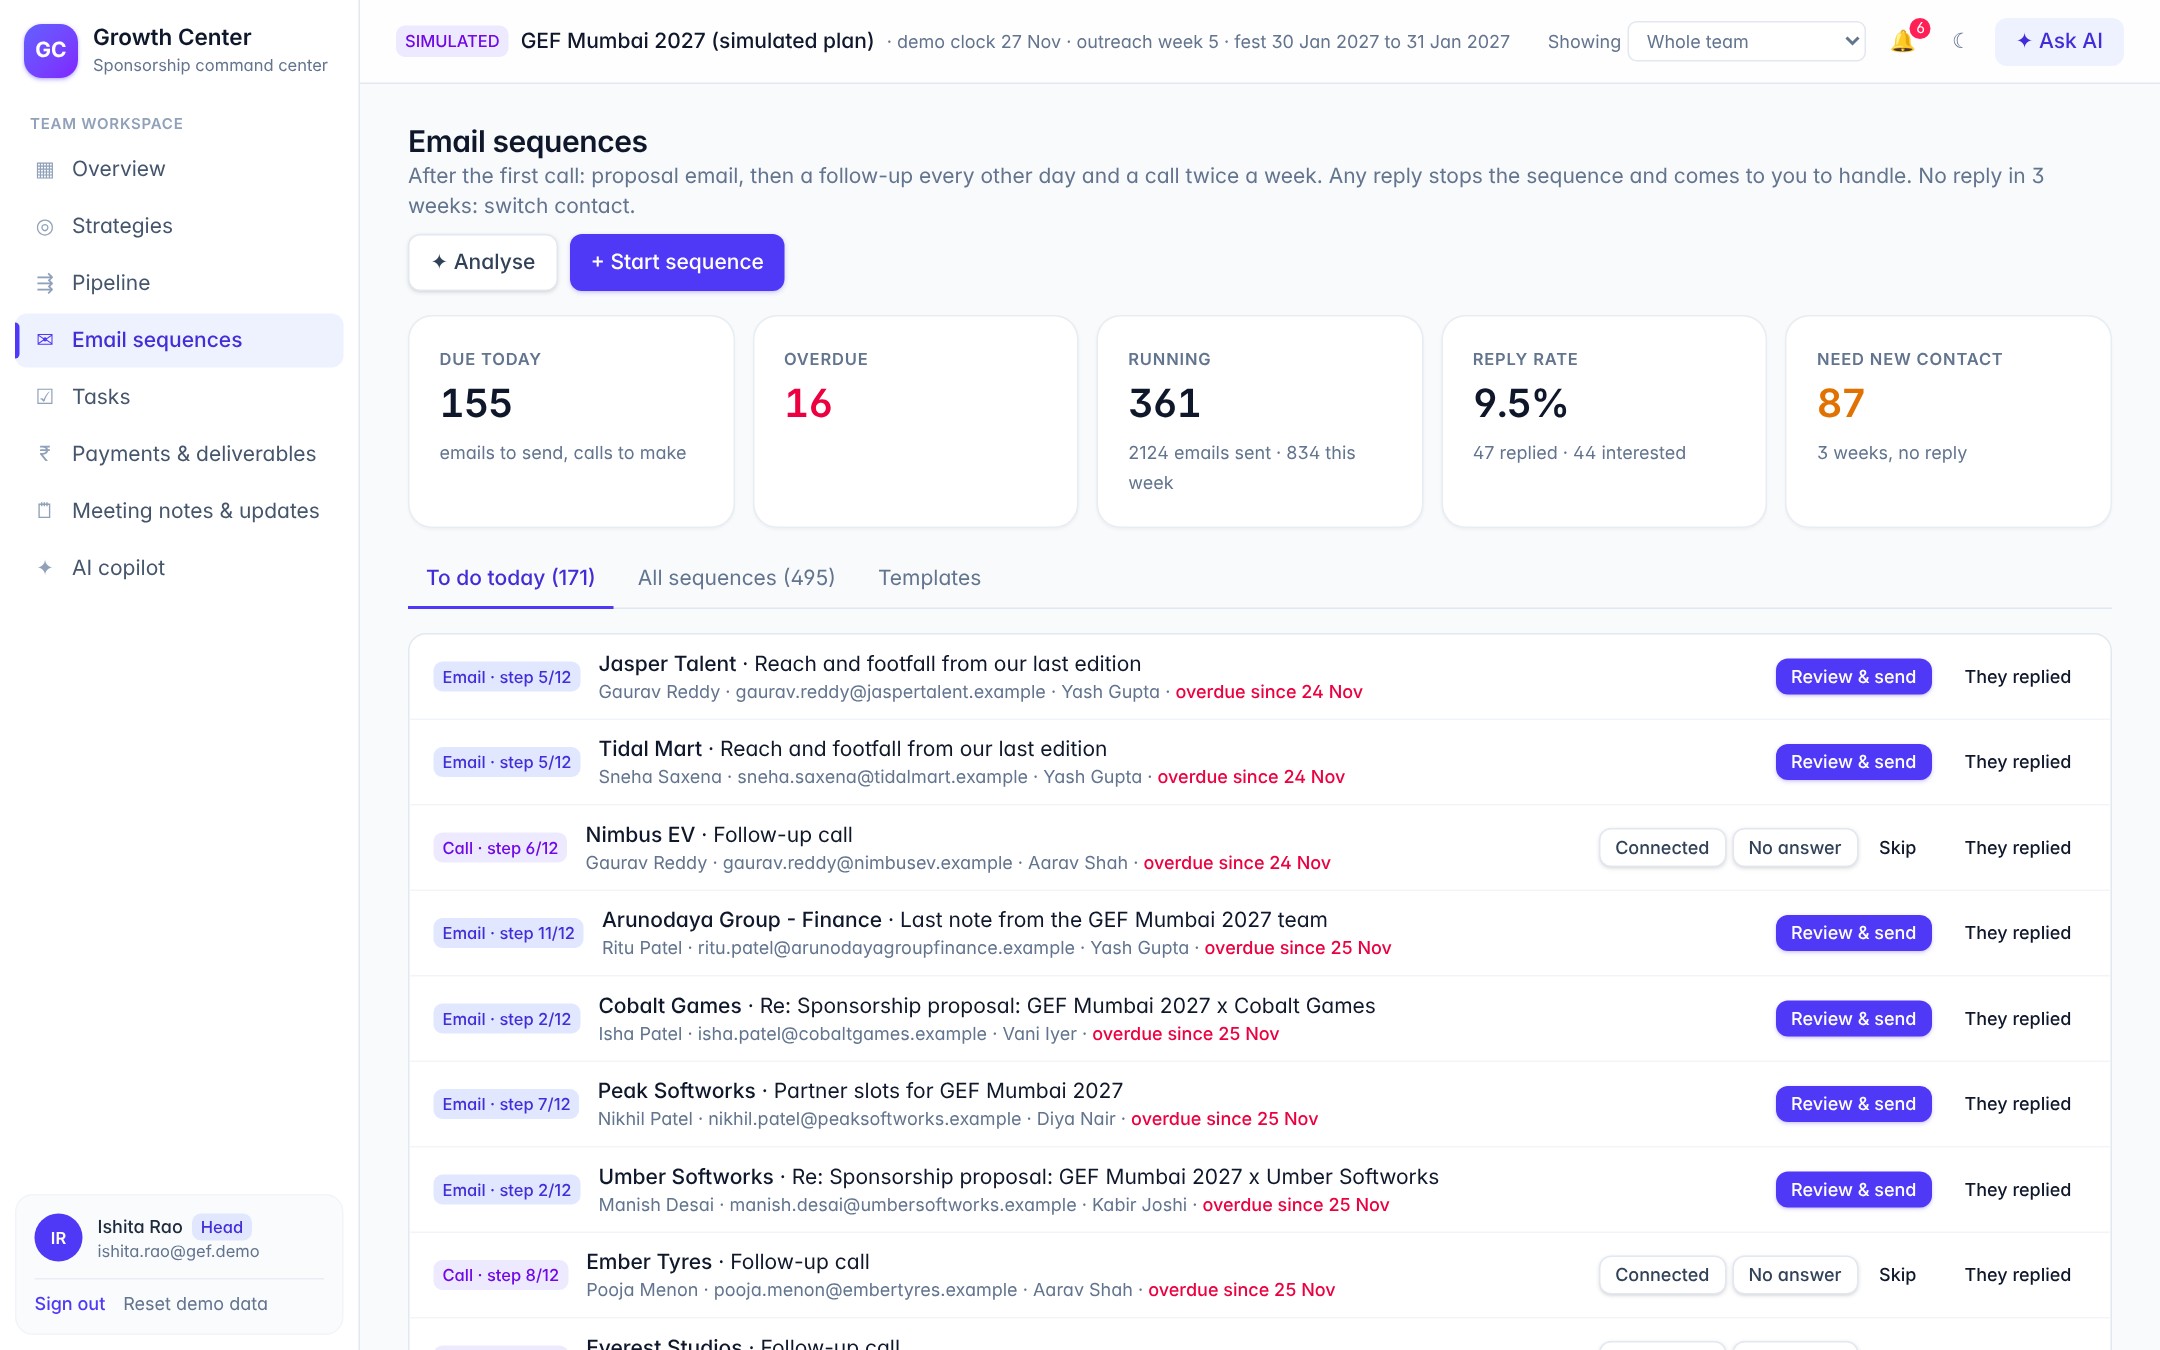 GC
Growth Center
Sponsorship command center
TEAM WORKSPACE
Overview
Strategies
Pipeline
Email sequences
Tasks
Payments & deliverables
Meeting notes & updates
AI copilot
IR
Ishita Rao Head
ishita.rao@gef.demo
Sign out Reset demo data
SIMULATED GEF Mumbai 2027 (simulated plan) · demo clock 27 Nov · outreach week 5 · fest 30 Jan 2027 to 31 Jan 2027 Showing Whole team 6 ✦ Ask AI
Email sequences
After the first call: proposal email, then a follow-up every other day and a call twice a week. Any reply stops the sequence and comes to you to handle. No reply in 3
weeks: switch contact.
✦ Analyse + Start sequence
DUE TODAY
155
emails to send, calls to make
OVERDUE
16
RUNNING
361
2124 emails sent · 834 this
week
REPLY RATE
9.5%
47 replied · 44 interested
NEED NEW CONTACT
87
3 weeks, no reply
To do today (171) All sequences (495) Templates
Email · step 5/12 Jasper Talent · Reach and footfall from our last edition
Gaurav Reddy · gaurav.reddy@jaspertalent.example · Yash Gupta · overdue since 24 Nov
Review & send They replied
Email · step 5/12 Tidal Mart · Reach and footfall from our last edition
Sneha Saxena · sneha.saxena@tidalmart.example · Yash Gupta · overdue since 24 Nov
Review & send They replied
Call · step 6/12 Nimbus EV · Follow-up call
Gaurav Reddy · gaurav.reddy@nimbusev.example · Aarav Shah · overdue since 24 Nov
Connected No answer Skip They replied
Email · step 11/12 Arunodaya Group - Finance · Last note from the GEF Mumbai 2027 team
Ritu Patel · ritu.patel@arunodayagroupfinance.example · Yash Gupta · overdue since 25 Nov
Review & send They replied
Email · step 2/12 Cobalt Games · Re: Sponsorship proposal: GEF Mumbai 2027 x Cobalt Games
Isha Patel · isha.patel@cobaltgames.example · Vani Iyer · overdue since 25 Nov
Review & send They replied
Email · step 7/12 Peak Softworks · Partner slots for GEF Mumbai 2027
Nikhil Patel · nikhil.patel@peaksoftworks.example · Diya Nair · overdue since 25 Nov
Review & send They replied
Email · step 2/12 Umber Softworks · Re: Sponsorship proposal: GEF Mumbai 2027 x Umber Softworks
Manish Desai · manish.desai@umbersoftworks.example · Kabir Joshi · overdue since 25 Nov
Review & send They replied
Call · step 8/12 Ember Tyres · Follow-up call
Pooja Menon · pooja.menon@embertyres.example · Aarav Shah · overdue since 25 Nov
Connected No answer Skip They replied
Everest Studios · Follow-up call